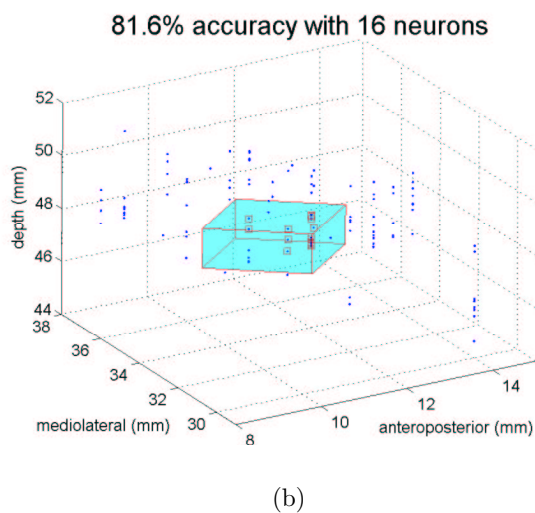 81.6% accuracy with 16 neurons
52
50
48
46
44
depth (mm)
38
36
34
32
30
mediolateral (mm)
8
10
12
14
anteroposterior (mm)
(b)